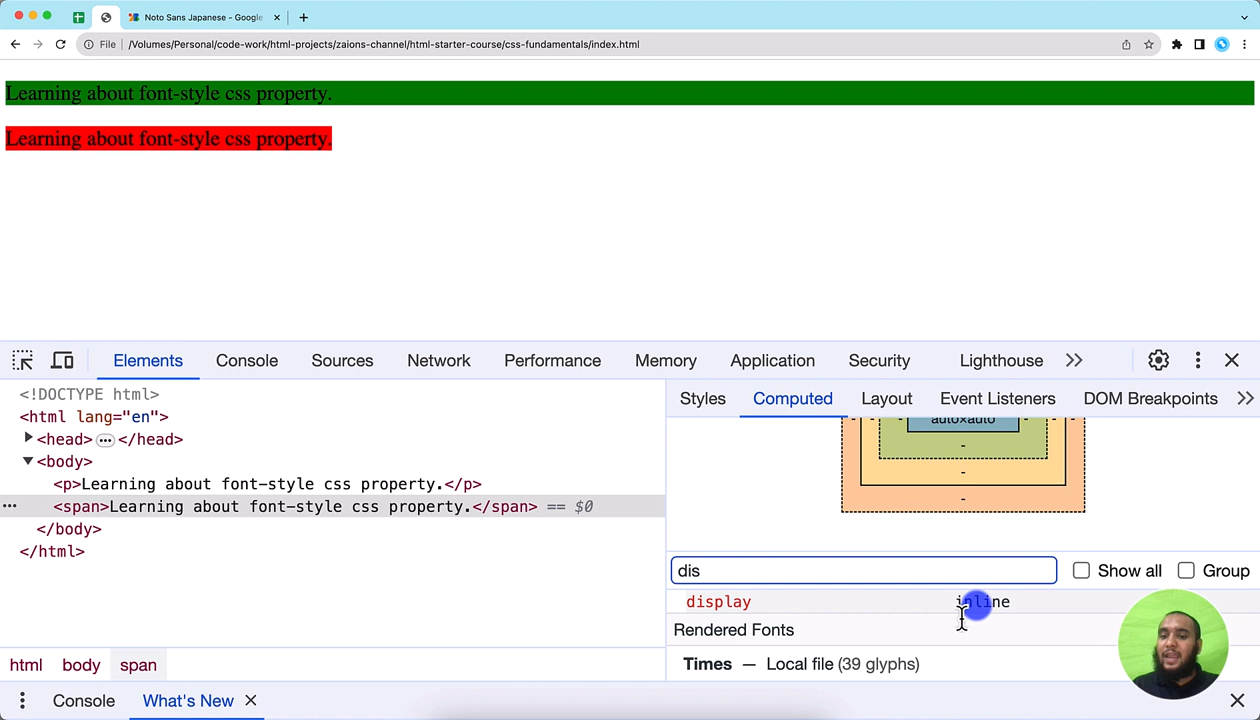 Noto Sans Japanese - Google
File /Volumes/Personal/code-work/html-projects/zaions-channel/html-starter-course/css-fundamentals/index.html
Learning about font-style css property.
Learning about font-style css property.
Elements Console Sources Network Performance Memory Application Security Lighthouse
<!DOCTYPE html>
<html lang="en">
<head> ••• </head>
<body>
<p>Learning about font-style css property.</p>
<span>Learning about font-style css property.</span> == $0
</body>
</html>
html body span
Styles Computed Layout Event Listeners DOM Breakpoints
auto×auto
-
-
-
dis Show all Group
display inline
Rendered Fonts
Times — Local file (39 glyphs)
Console What's New